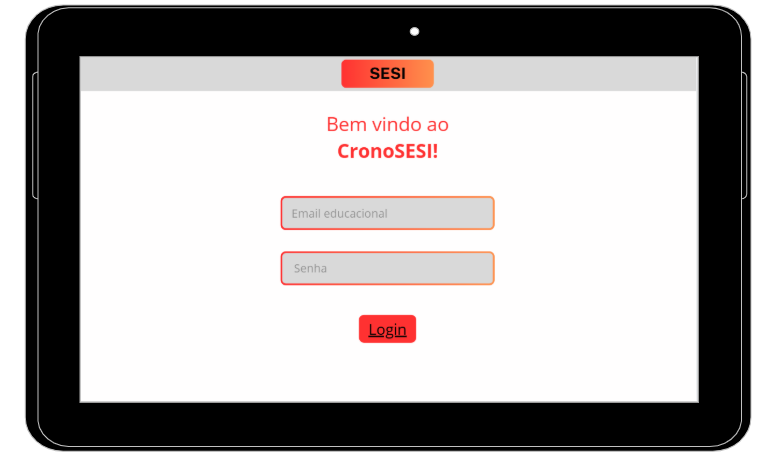 SESI
Bem vindo ao
CronoSESI!
Email educacional
Senha
Login